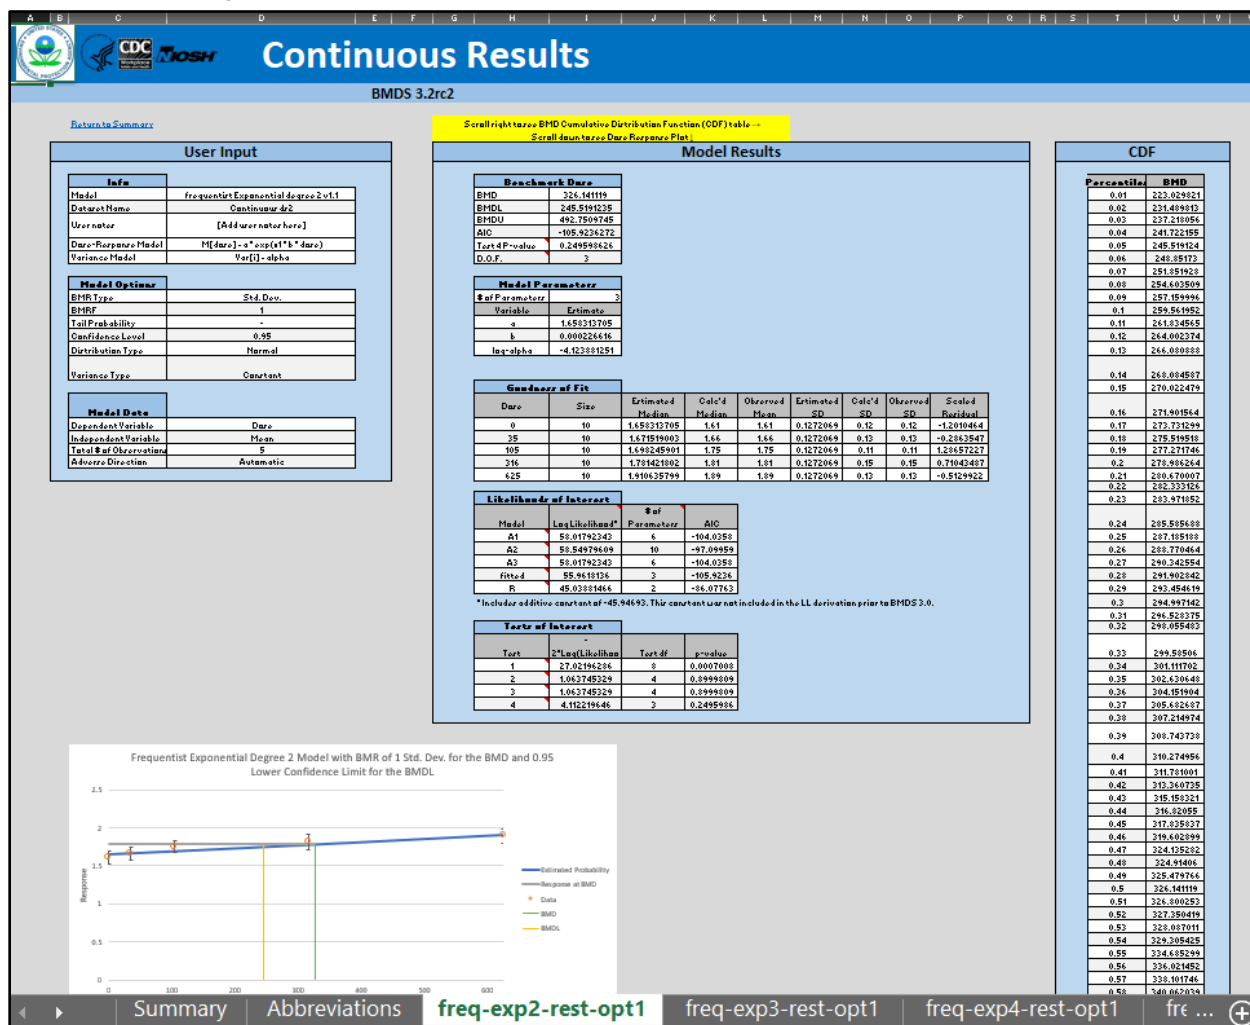 A B C D E F G H I J K L M N O P Q R S T U V
CDC
Workplace
NIOSH
Continuous Results
BMDS 3.2rc2
Return to Summary
Scroll right to see BMD Cumulative Distribution Function (CDF) table →
Scroll down to see Dose Response Plot ↓
User Input
Info
Model frequentist Exponential degree 2 v1.1
Dataset Name Continuous dr2
User notes [Add user notes here]
Dose-Response Model M[dose] = a * exp(±1 * b * dose)
Variance Model Var[i] = alpha
Model Options
BMR Type Std. Dev.
BMRF 1
Tail Probability -
Confidence Level 0.95
Distribution Type Normal
Variance Type Constant
Model Data
Dependent Variable Dose
Independent Variable Mean
Total # of Observations 5
Adverse Direction Automatic
Model Results
Benchmark Dose
BMD 326.141119
BMDL 245.5191235
BMDU 492.7509745
AIC -105.9236272
Test 4 P-value 0.249598626
D.O.F. 3
Model Parameters
# of Parameters 3
Variable Estimate
a 1.658313705
b 0.000226616
log-alpha -4.123881251
Goodness of Fit
Dose Size Estimated Median Calc'd Median Observed Mean Estimated SD Calc'd SD Observed SD Scaled Residual
0 10 1.658313705 1.61 1.61 0.1272069 0.12 0.12 -1.2010464
35 10 1.671519003 1.66 1.66 0.1272069 0.13 0.13 -0.2863547
105 10 1.698245901 1.75 1.75 0.1272069 0.11 0.11 1.28657227
316 10 1.781421802 1.81 1.81 0.1272069 0.15 0.15 0.71043487
625 10 1.910635799 1.89 1.89 0.1272069 0.13 0.13 -0.5129922
Likelihoods of Interest
Model Log Likelihood* # of Parameters AIC
A1 58.01792343 6 -104.0358
A2 58.54979609 10 -97.09959
A3 58.01792343 6 -104.0358
fitted 55.9618136 3 -105.9236
R 45.03881466 2 -86.07763
*Includes additive constant of -45.94693. This constant was not included in the LL derivation prior to BMDS 3.0.
Tests of Interest
Test -2*Log(Likelihoo Test df p-value
1 27.02196286 8 0.0007008
2 1.063745329 4 0.8999809
3 1.063745329 4 0.8999809
4 4.112219646 3 0.2495986
CDF
Percentiles BMD
0.01 223.029821
0.02 231.489813
0.03 237.218056
0.04 241.722155
0.05 245.519124
0.06 248.85173
0.07 251.851928
0.08 254.603509
0.09 257.159996
0.1 259.561952
0.11 261.834565
0.12 264.002374
0.13 266.080888
0.14 268.084587
0.15 270.022479
0.16 271.901564
0.17 273.731299
0.18 275.519518
0.19 277.271746
0.2 278.986264
0.21 280.670007
0.22 282.333126
0.23 283.971852
0.24 285.585688
0.25 287.185188
0.26 288.770464
0.27 290.342554
0.28 291.902842
0.29 293.454619
0.3 294.997142
0.31 296.528375
0.32 298.055483
0.33 299.58506
0.34 301.111702
0.35 302.630648
0.36 304.151904
0.37 305.682687
0.38 307.214974
0.39 308.743738
0.4 310.274956
0.41 311.781001
0.42 313.360735
0.43 315.158321
0.44 316.82055
0.45 317.835837
0.46 319.602899
0.47 324.135282
0.48 324.91406
0.49 325.479766
0.5 326.141119
0.51 326.800253
0.52 327.350419
0.53 328.087011
0.54 329.305425
0.55 334.685299
0.56 336.021452
0.57 338.101746
0.58 340.062039
Frequentist Exponential Degree 2 Model with BMR of 1 Std. Dev. for the BMD and 0.95
Lower Confidence Limit for the BMDL
2.5
2
1.5
1
0.5
0
Response
0 100 200 300 400 500 600
Estimated Probability
Response at BMD
Data
BMD
BMDL
Summary Abbreviations freq-exp2-rest-opt1 freq-exp3-rest-opt1 freq-exp4-rest-opt1 fre ...